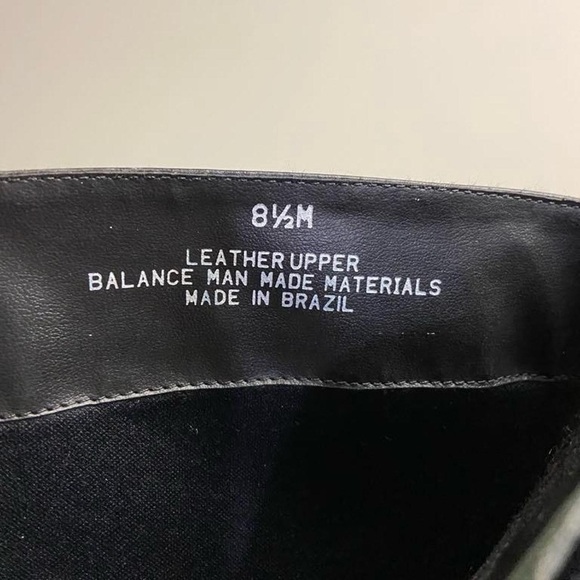 8½M
LEATHER UPPER
BALANCE MAN MADE MATERIALS
MADE IN BRAZIL